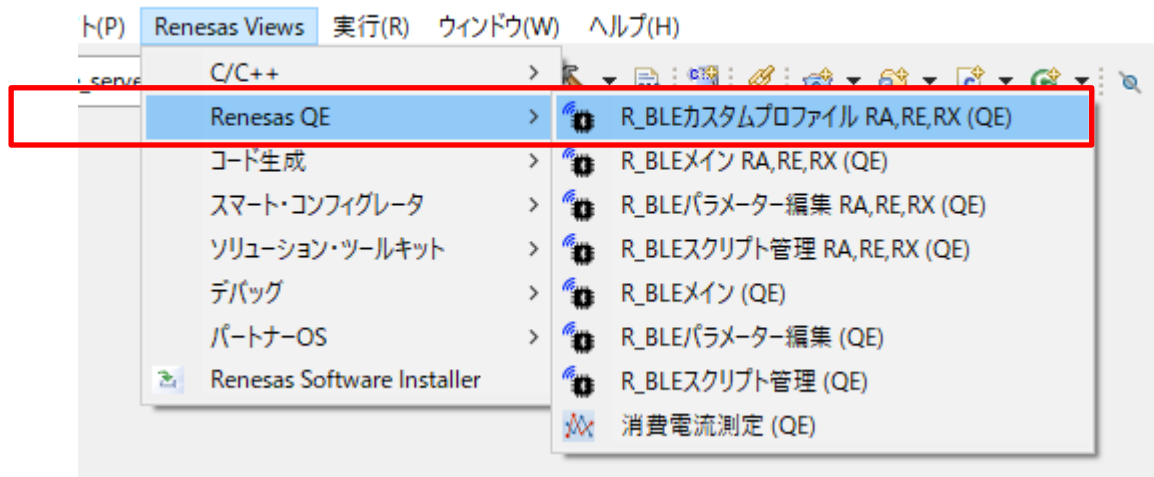 ト(P) Renesas Views 実行(R) ウィンドウ(W) ヘルプ(H)
_serve
C/C++ >
Renesas QE >
コード生成 >
スマート・コンフィグレータ >
ソリューション・ツールキット >
デバッグ >
パートナーOS >
Renesas Software Installer
R_BLEカスタムプロファイル RA,RE,RX (QE)
R_BLEメイン RA,RE,RX (QE)
R_BLEパラメーター編集 RA,RE,RX (QE)
R_BLEスクリプト管理 RA,RE,RX (QE)
R_BLEメイン (QE)
R_BLEパラメーター編集 (QE)
R_BLEスクリプト管理 (QE)
消費電流測定 (QE)